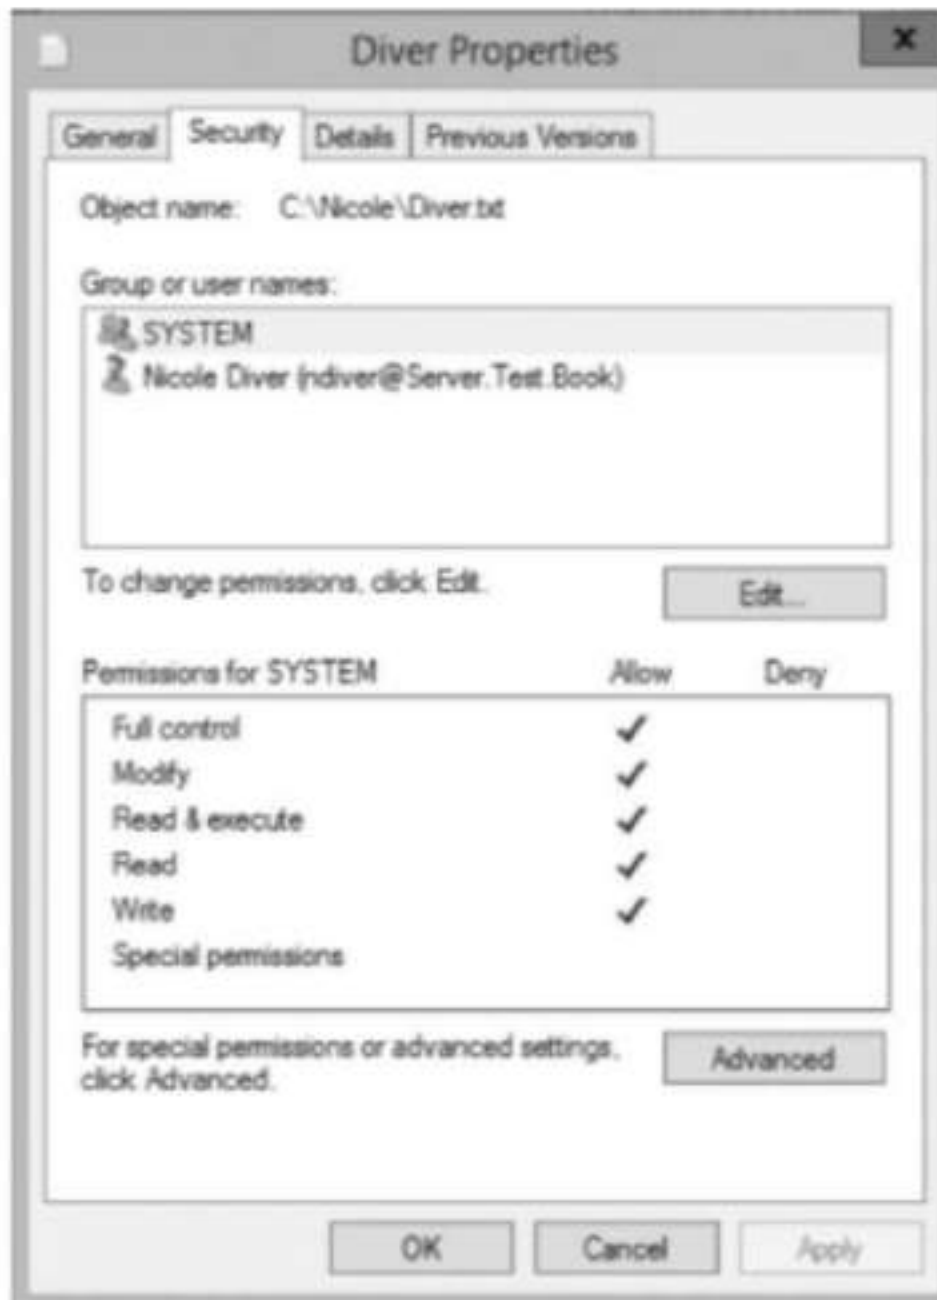 Diver Properties
x
General Security Details Previous Versions
Object name: C:\Nicole\Diver.txt
Group or user names:
SYSTEM
Nicole Diver (ndiver@Server.Test.Book)
To change permissions, click Edit.
Edit...
Permissions for SYSTEM Allow Deny
Full control
Modify
Read & execute
Read
Write
Special permissions
For special permissions or advanced settings,
click Advanced.
Advanced
OK Cancel Apply